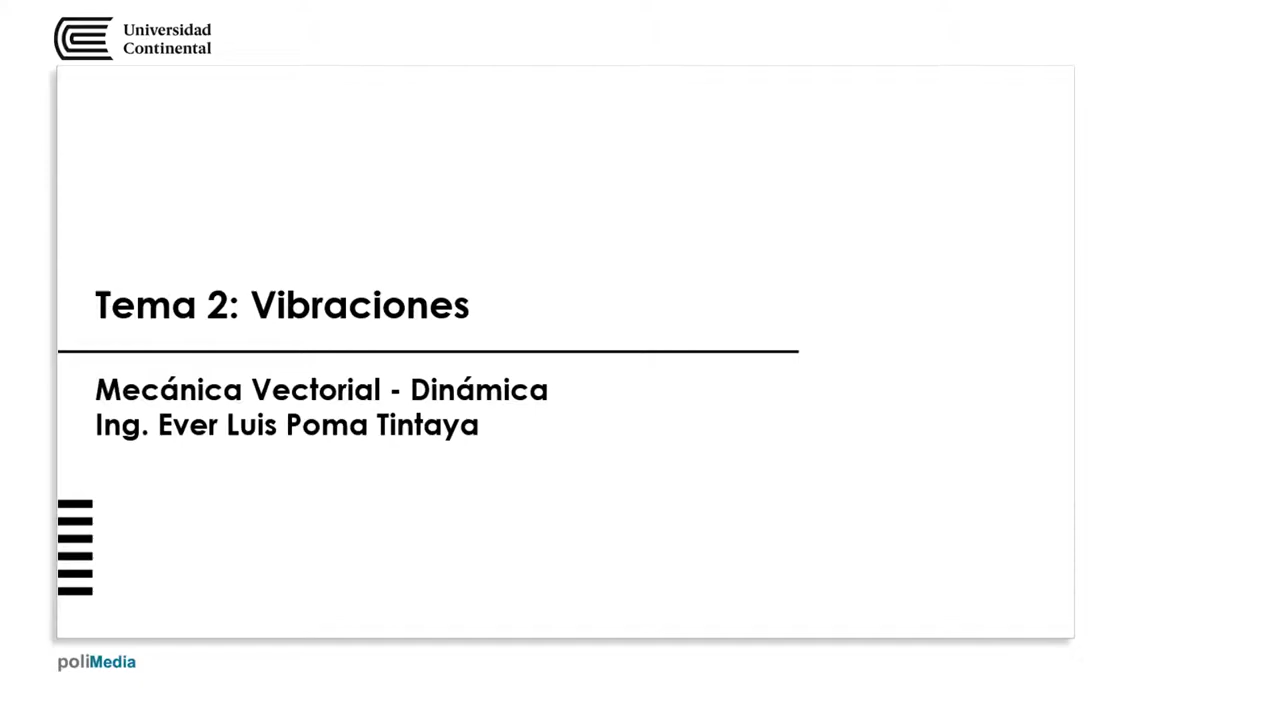 Universidad
Continental
Tema 2: Vibraciones
Mecánica Vectorial - Dinámica
Ing. Ever Luis Poma Tintaya
poliMedia